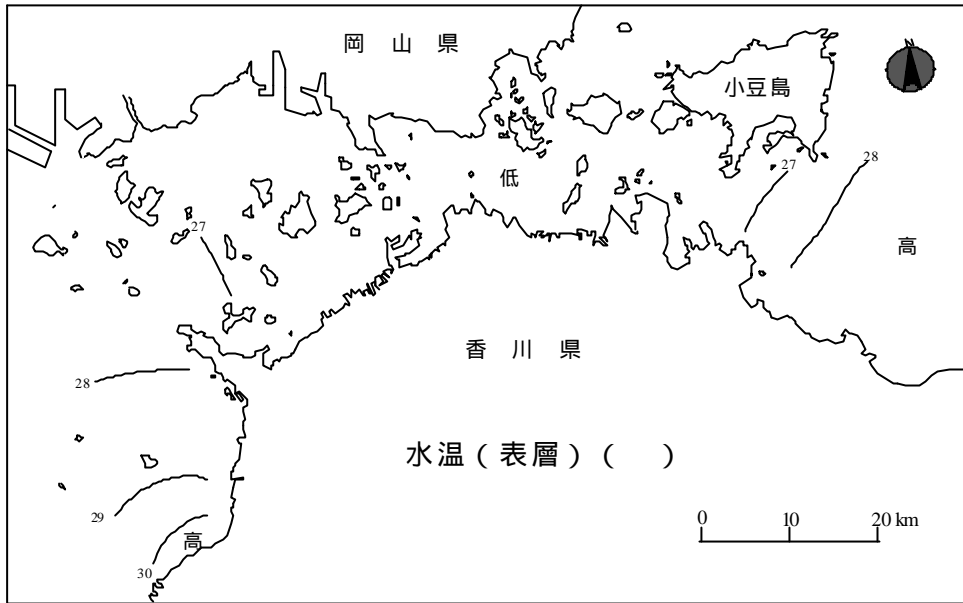 岡 山 県
N
小豆島
低
27
28
27
高
香 川 県
28
水温(表層)( )
29
高
30
0 10 20 km